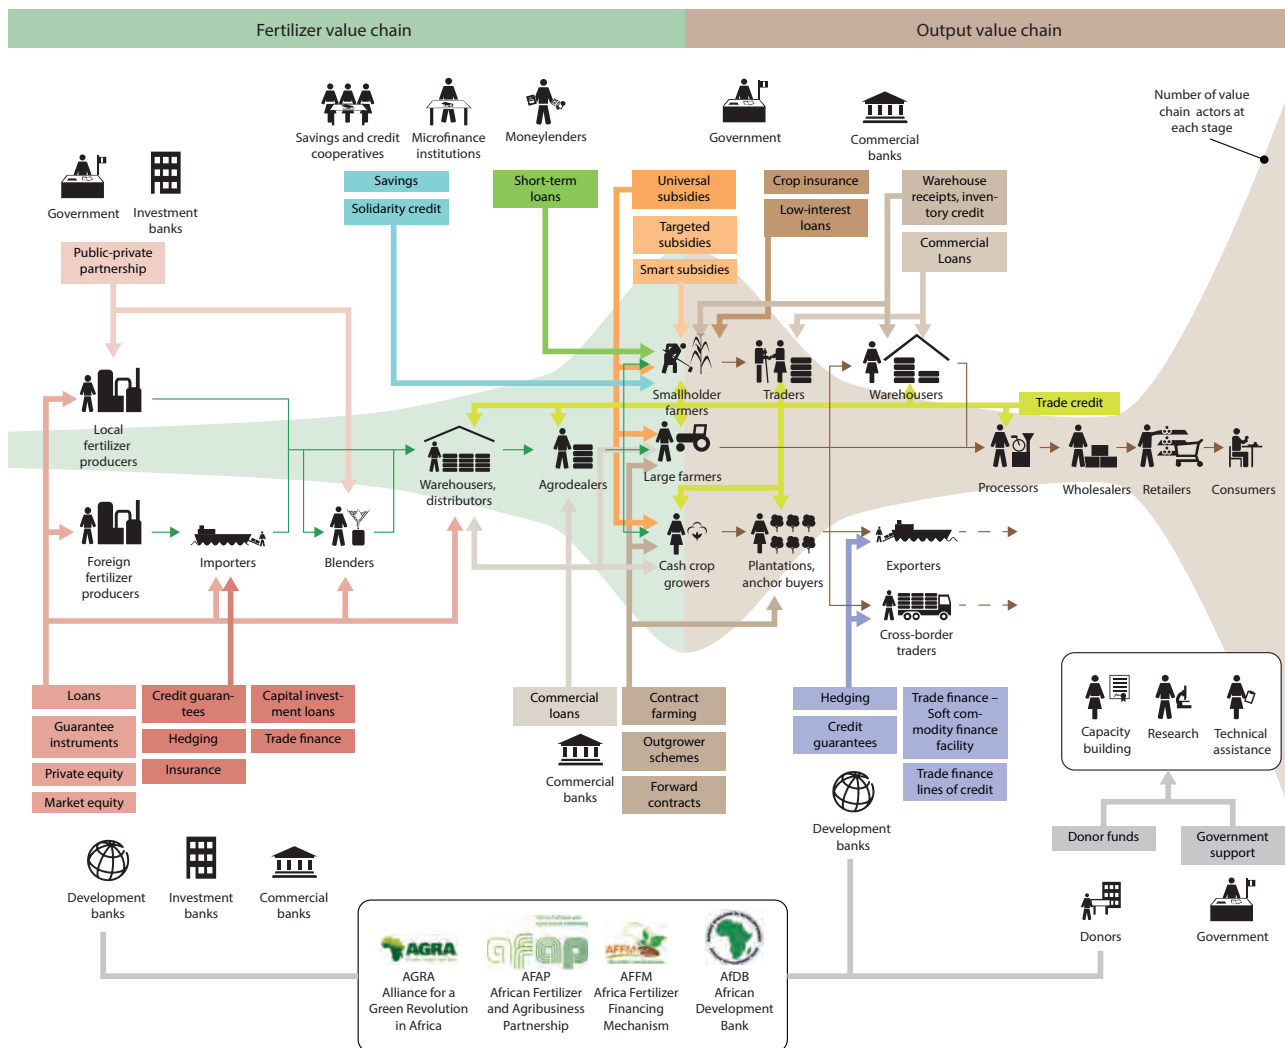 Fertilizer value chain
Output value chain
Number of value
chain actors at
each stage
Savings and credit
cooperatives
Microfinance
institutions
Moneylenders
Government
Commercial
banks
Government
Investment
banks
Public-private
partnership
Savings
Solidarity credit
Short-term
loans
Universal
subsidies
Targeted
subsidies
Smart subsidies
Crop insurance
Low-interest
loans
Warehouse
receipts, inven-
tory credit
Commercial
Loans
Local
fertilizer
producers
Foreign
fertilizer
producers
Importers
Blenders
Warehousers,
distributors
Agrodealers
Smallholder
farmers
Large farmers
Cash crop
growers
Traders
Warehousers
Trade credit
Plantations,
anchor buyers
Processors
Wholesalers
Retailers
Consumers
Exporters
Cross-border
traders
Loans
Guarantee
instruments
Private equity
Market equity
Credit guaran-
tees
Hedging
Insurance
Capital invest-
ment loans
Trade finance
Commercial
loans
Commercial
banks
Contract
farming
Outgrower
schemes
Forward
contracts
Hedging
Credit
guarantees
Trade finance –
Soft com-
modity finance
facility
Trade finance
lines of credit
Development
banks
Capacity
building
Research
Technical
assistance
Donor funds
Government
support
Donors
Government
Development
banks
Investment
banks
Commercial
banks
AGRA
afap
AFFM
AGRA
Alliance for a
Green Revolution
in Africa
AFAP
African Fertilizer
and Agribusiness
Partnership
AFFM
Africa Fertilizer
Financing
Mechanism
AfDB
African
Development
Bank